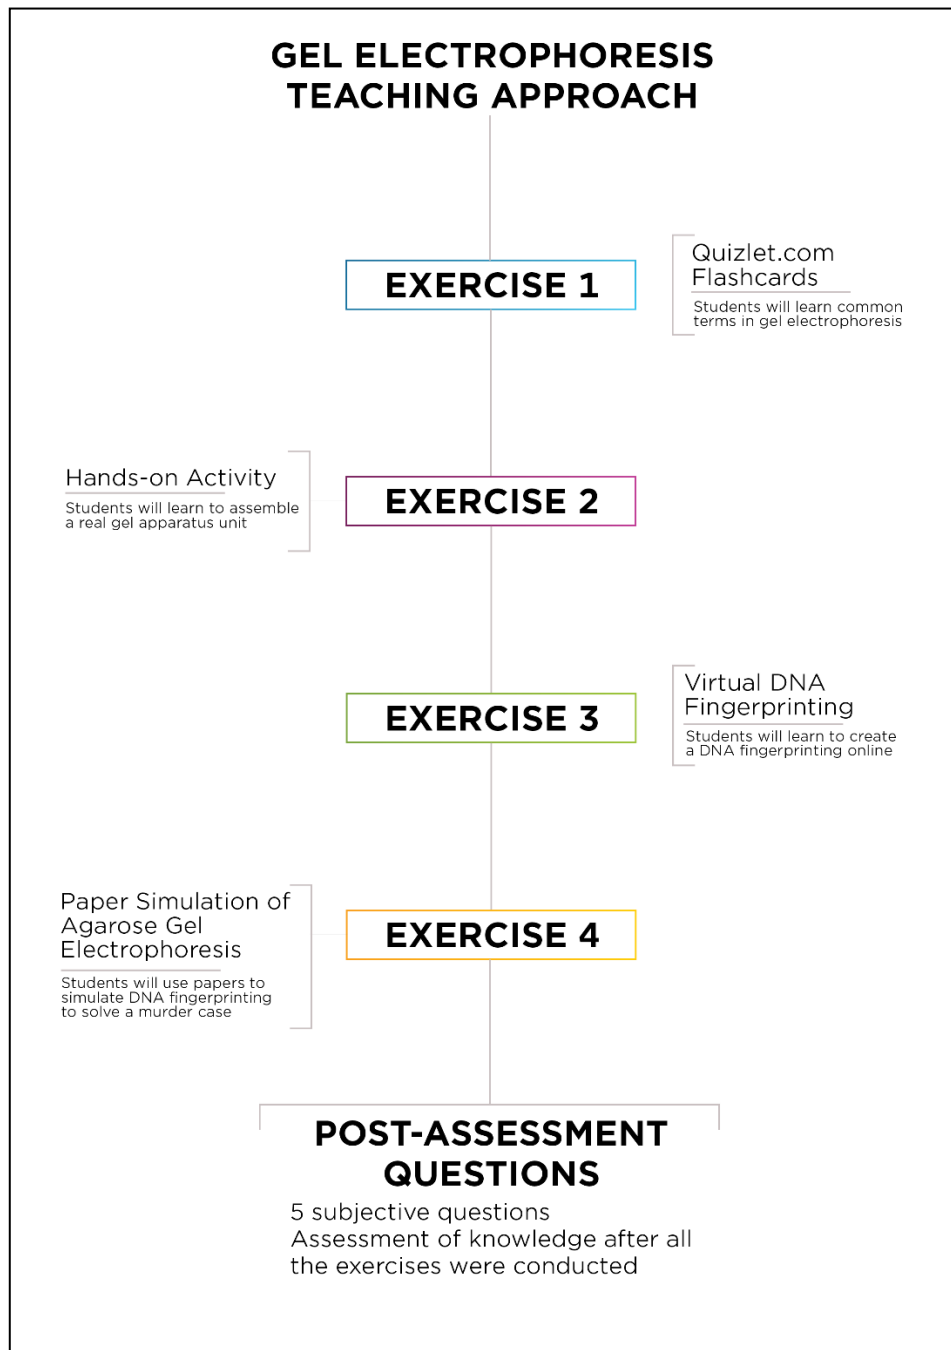 GEL ELECTROPHORESIS
TEACHING APPROACH
EXERCISE 1
Quizlet.com
Flashcards
Students will learn common
terms in gel electrophoresis
Hands-on Activity
Students will learn to assemble
a real gel apparatus unit
EXERCISE 2
EXERCISE 3
Virtual DNA
Fingerprinting
Students will learn to create
a DNA fingerprinting online
Paper Simulation of
Agarose Gel
Electrophoresis
Students will use papers to
simulate DNA fingerprinting
to solve a murder case
EXERCISE 4
POST-ASSESSMENT
QUESTIONS
5 subjective questions
Assessment of knowledge after all
the exercises were conducted